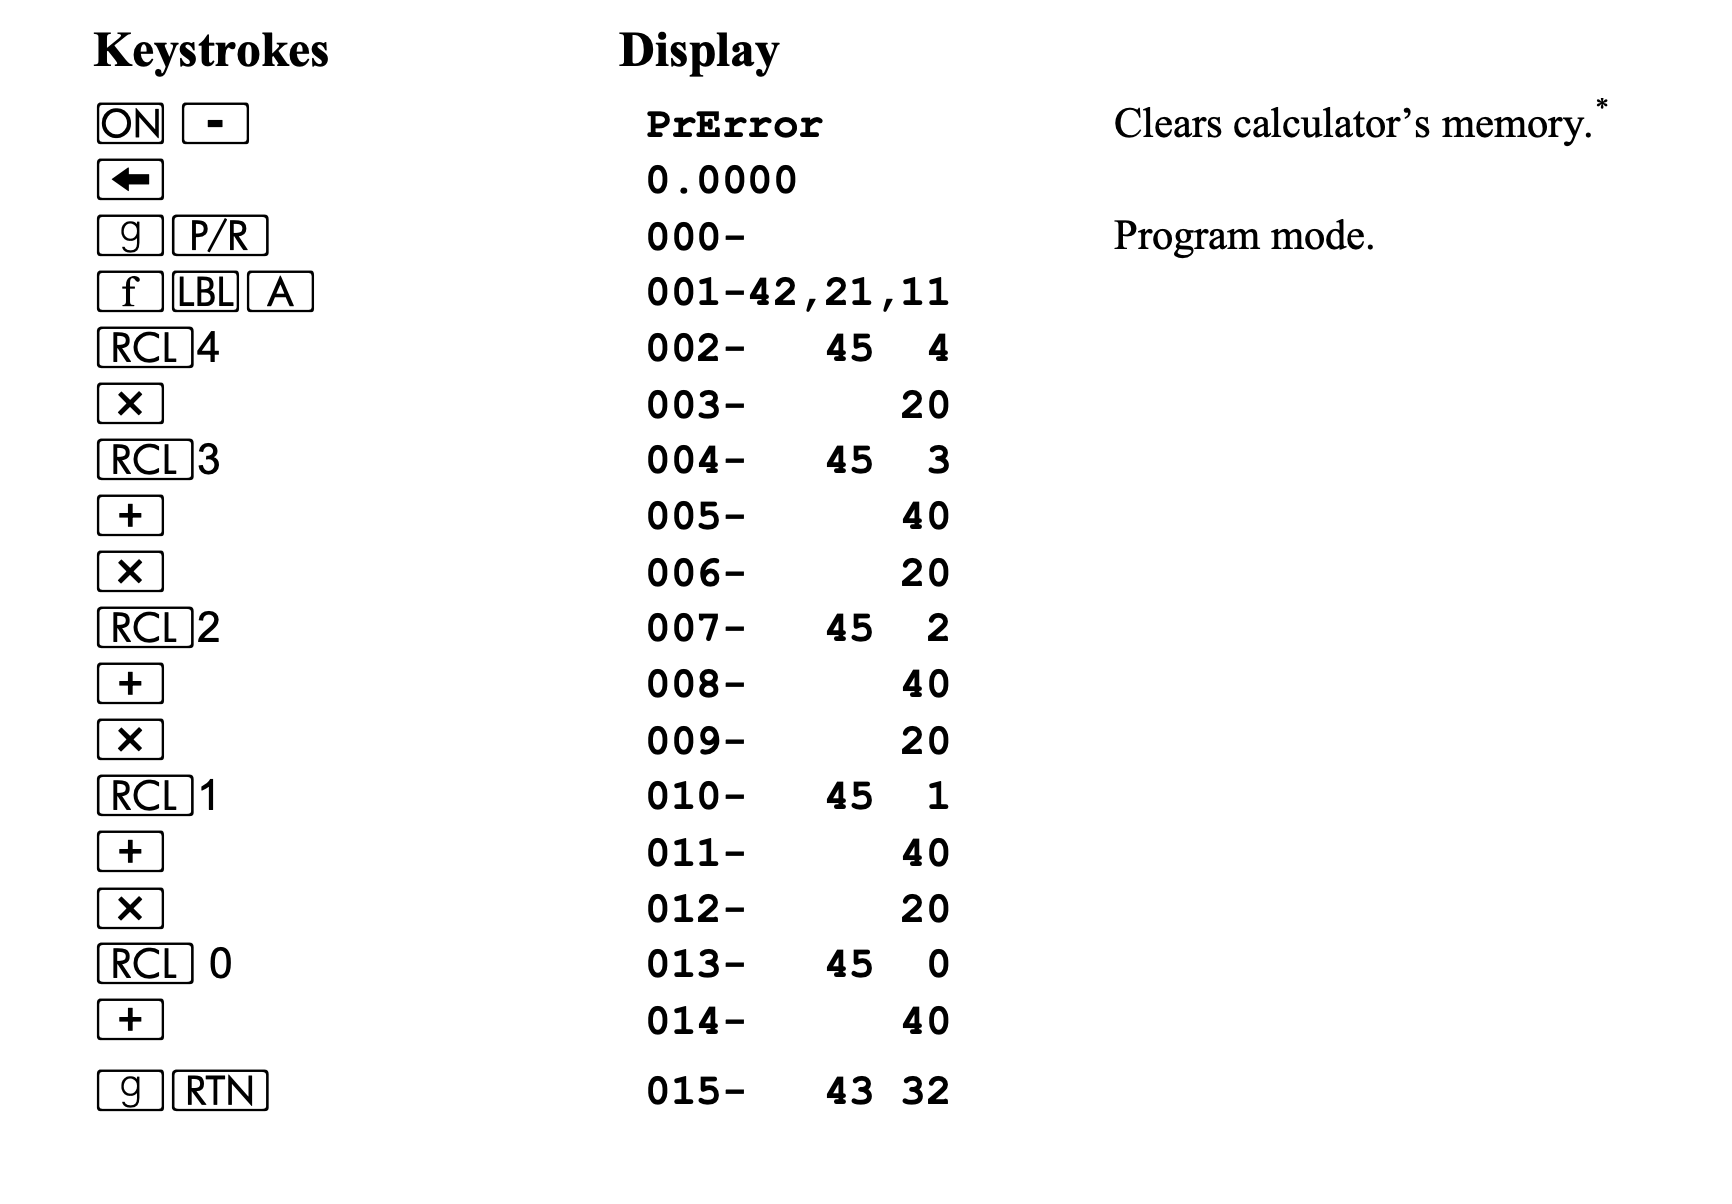 Keystrokes Display
ON - PrError Clears calculator’s memory.*
← 0.0000
g P/R 000- Program mode.
f LBL A 001-42,21,11
RCL 4 002- 45 4
× 003- 20
RCL 3 004- 45 3
+ 005- 40
× 006- 20
RCL 2 007- 45 2
+ 008- 40
× 009- 20
RCL 1 010- 45 1
+ 011- 40
× 012- 20
RCL 0 013- 45 0
+ 014- 40
g RTN 015- 43 32